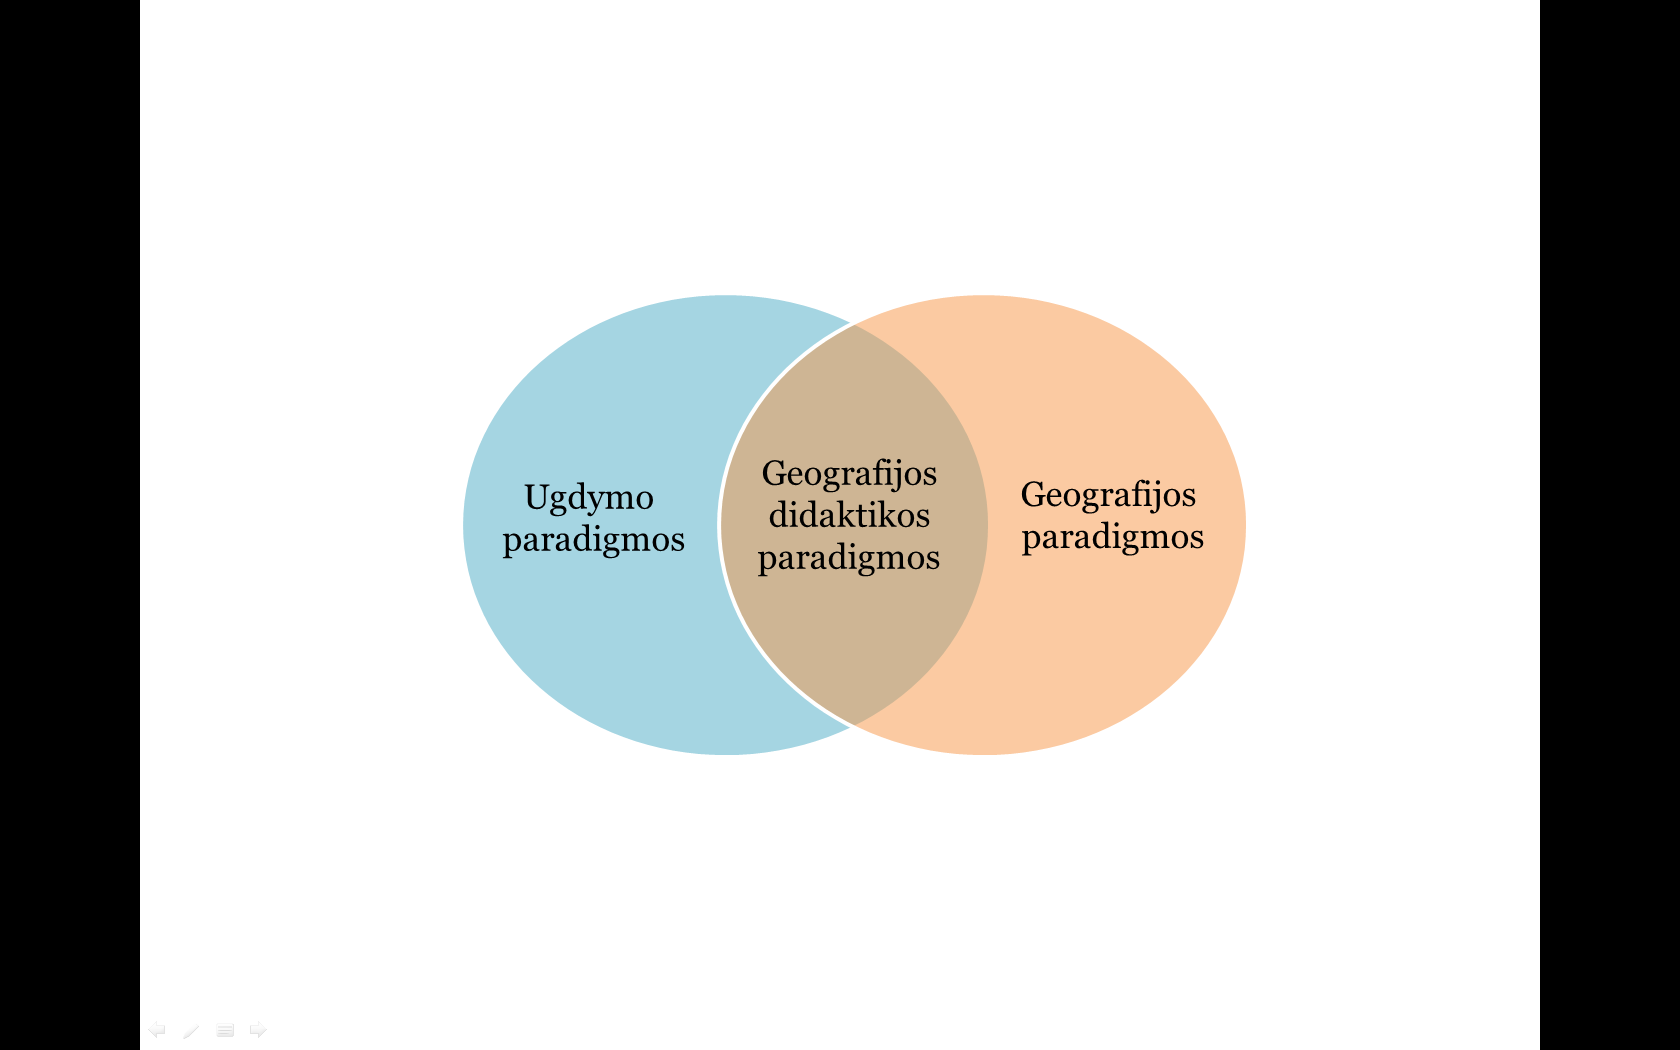 Ugdymo
paradigmos
Geografijos
didaktikos
paradigmos
Geografijos
paradigmos